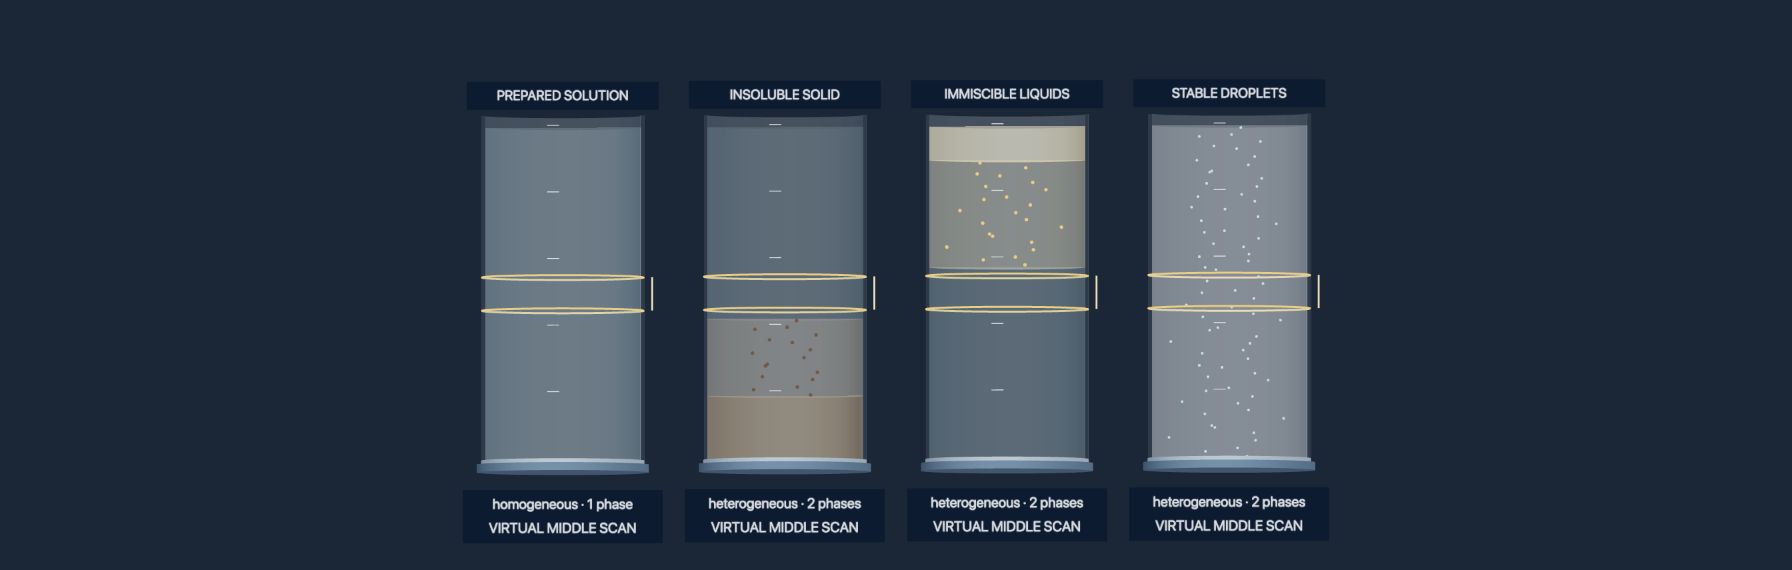 PREPARED SOLUTION
INSOLUBLE SOLID
IMMISCIBLE LIQUIDS
STABLE DROPLETS
homogeneous · 1 phase
VIRTUAL MIDDLE SCAN
heterogeneous · 2 phases
VIRTUAL MIDDLE SCAN
heterogeneous · 2 phases
VIRTUAL MIDDLE SCAN
heterogeneous · 2 phases
VIRTUAL MIDDLE SCAN